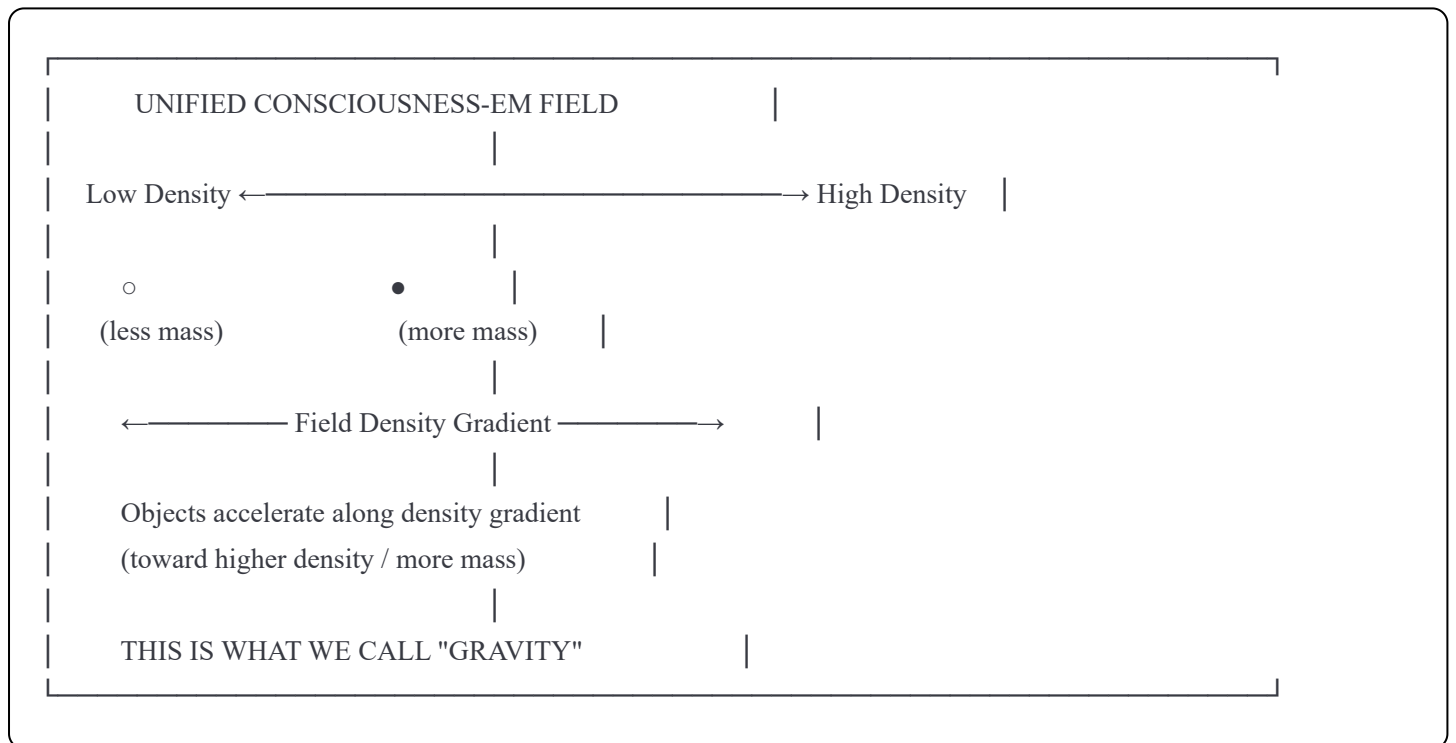 UNIFIED CONSCIOUSNESS-EM FIELD
Low Density ←→ High Density
(less mass) (more mass)
←── Field Density Gradient ──→
Objects accelerate along density gradient
(toward higher density / more mass)
THIS IS WHAT WE CALL "GRAVITY"